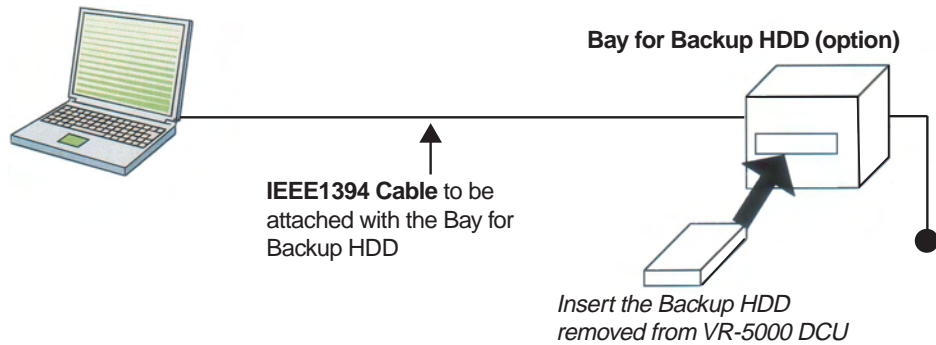 Bay for Backup HDD (option)
IEEE1394 Cable to be
attached with the Bay for
Backup HDD
Insert the Backup HDD
removed from VR-5000 DCU